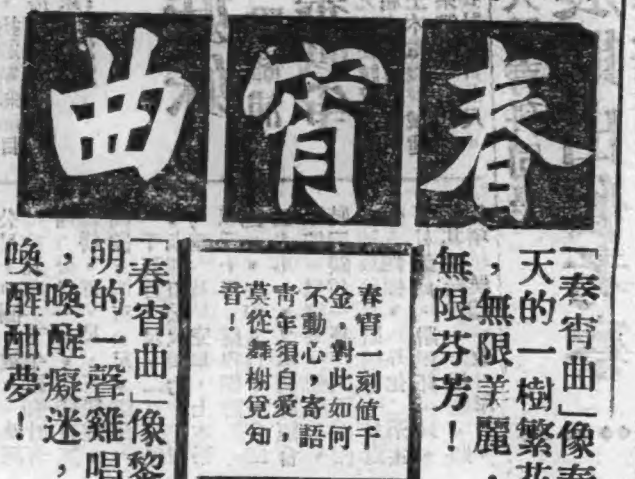 春宵曲
「春宵曲」像春
天的一樹繁花
，無限美麗，
無限芬芳！
春宵一刻值千
金，對此如何
不動心，寄語
青年須自愛，
莫從舞榭覓知
音！
「春宵曲」像黎
明的一聲雞唱
，喚醒癡迷，
喚醒酣夢！